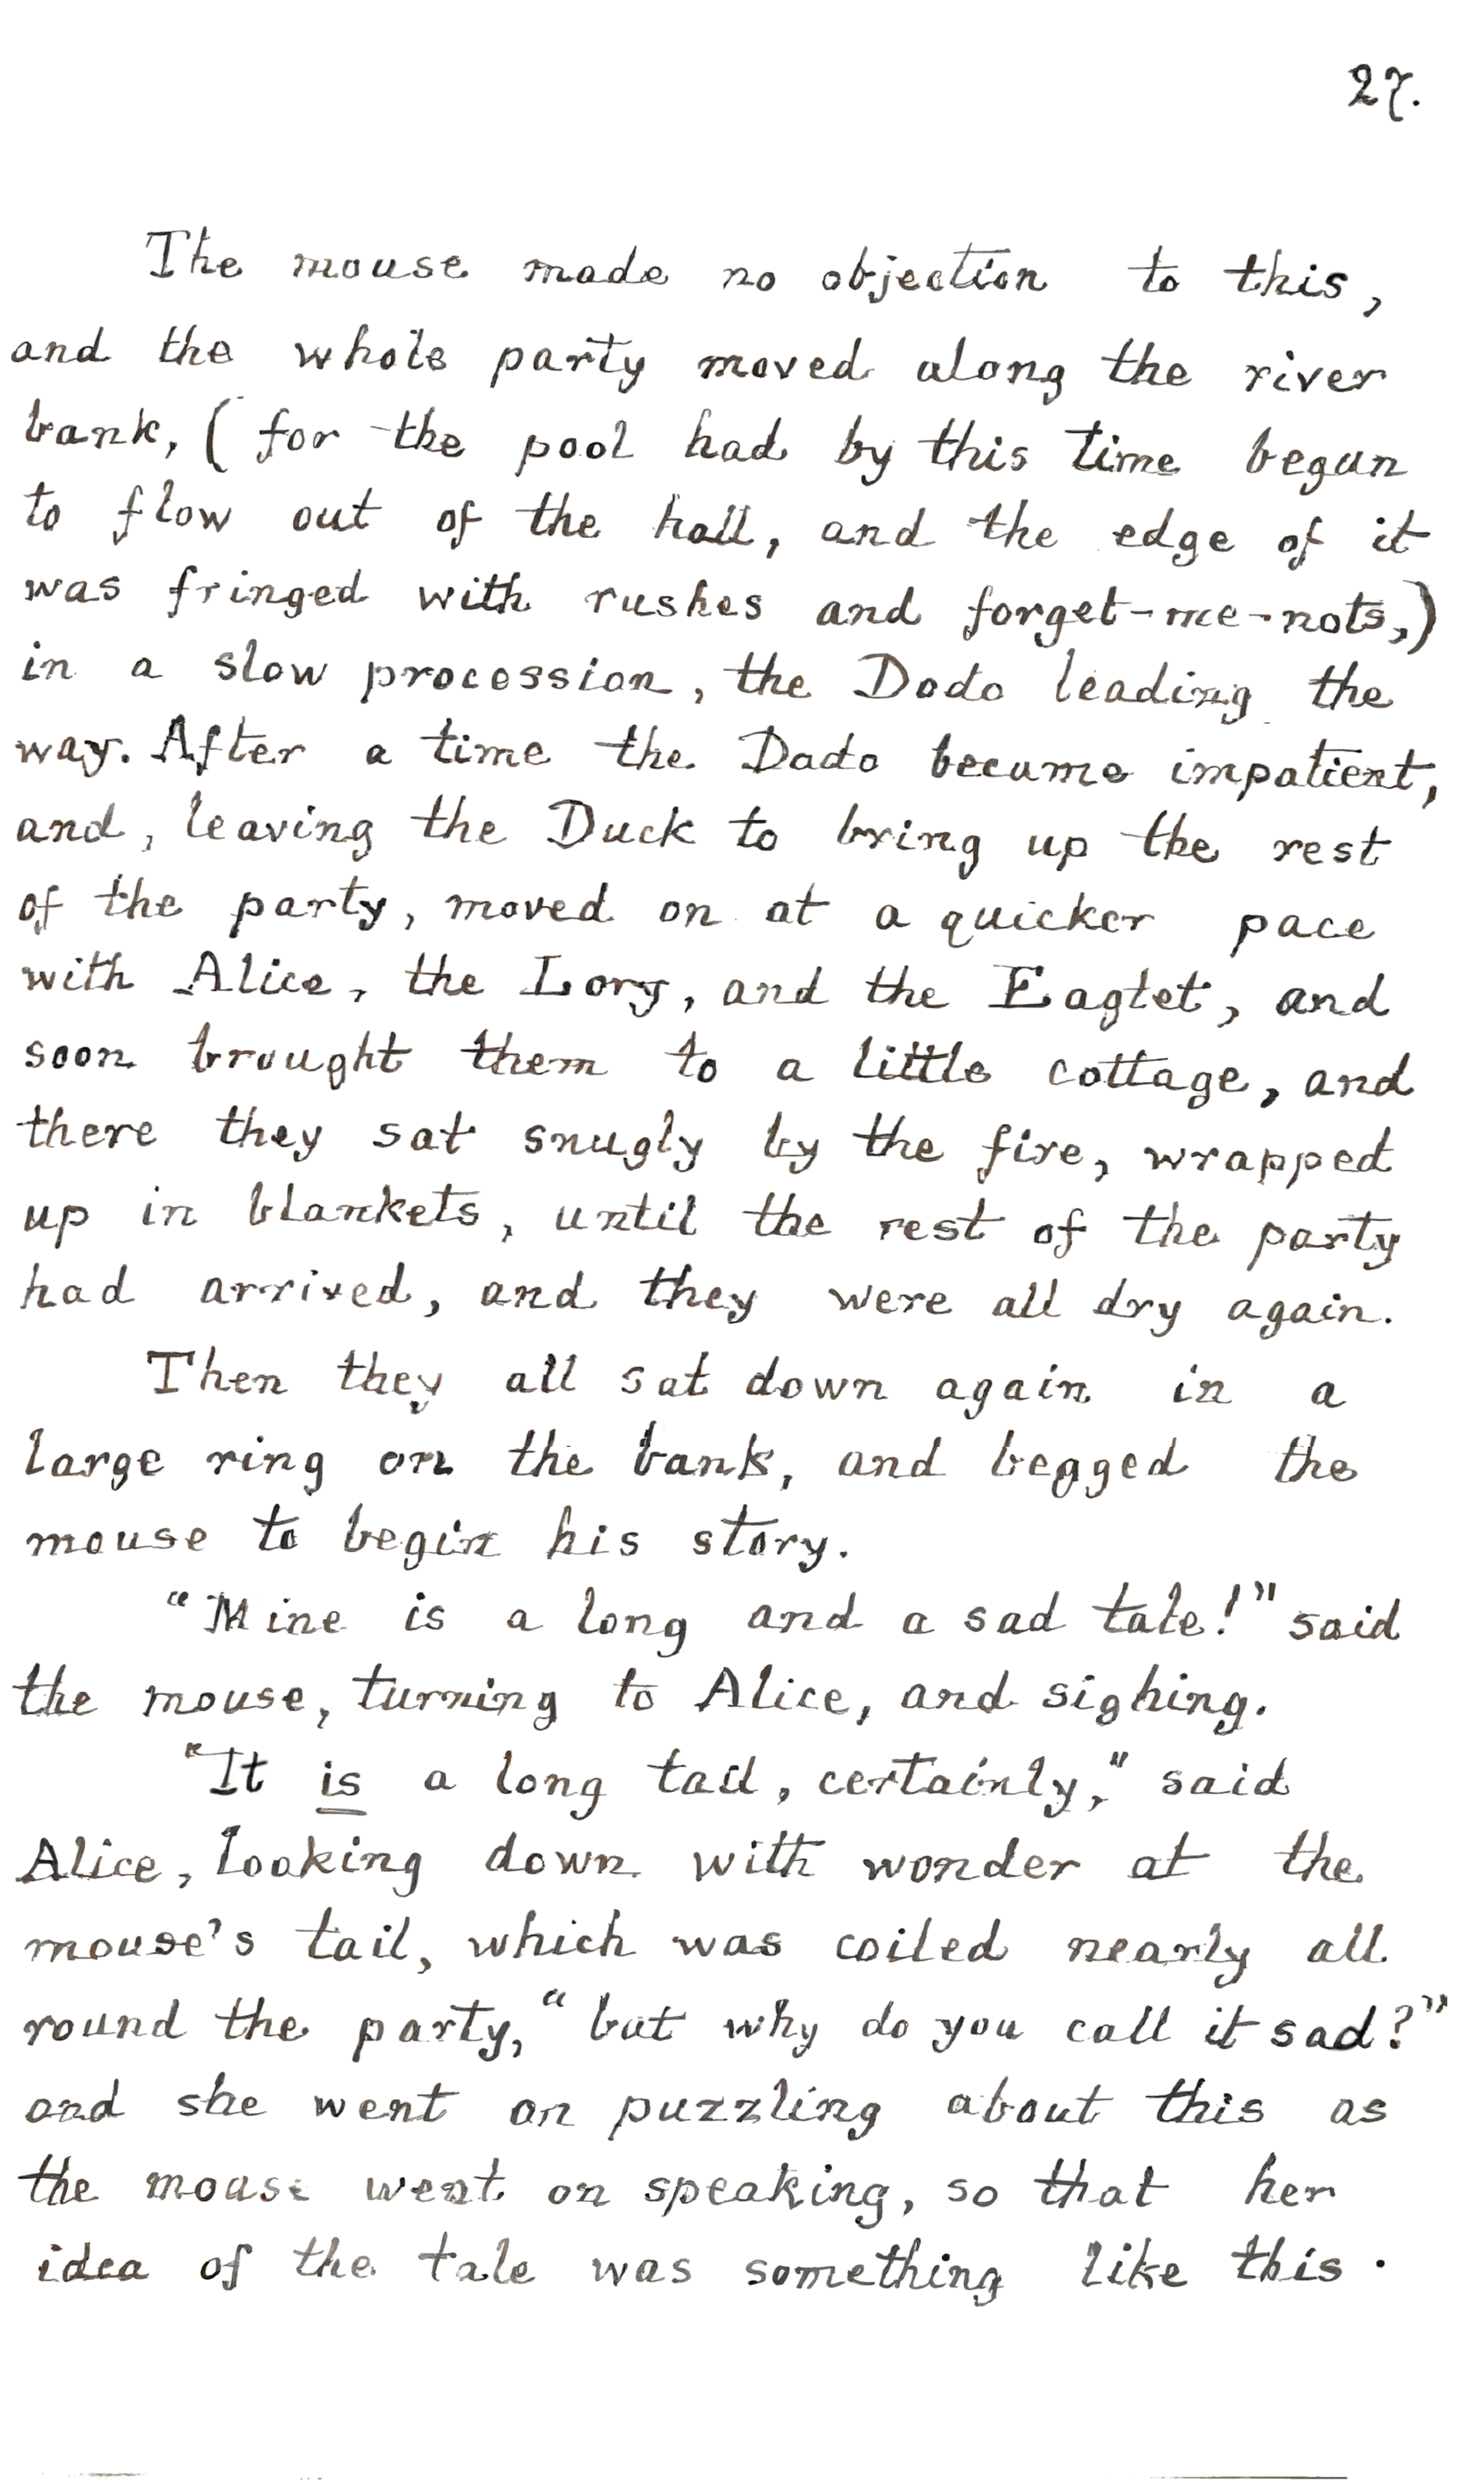 27.
The mouse made no objection to this,
and the whole party moved along the river
bank, (for the pool had by this time begun
to flow out of the hall, and the edge of it
was fringed with rushes and forget-me-nots,)
in a slow procession, the Dodo leading the
way. After a time the Dodo became impatient,
and, leaving the Duck to bring up the rest
of the party, moved on at a quicker pace
with Alice, the Lory, and the Eaglet, and
soon brought them to a little cottage, and
there they sat snugly by the fire, wrapped
up in blankets, until the rest of the party
had arrived, and they were all dry again.
Then they all sat down again in a
large ring on the bank, and begged the
mouse to begin his story.
"Mine is a long and a sad tale!" said
the mouse, turning to Alice, and sighing.
"It is a long tail, certainly," said
Alice, looking down with wonder at the
mouse's tail, which was coiled nearly all
round the party, "but why do you call it sad?"
and she went on puzzling about this as
the mouse went on speaking, so that her
idea of the tale was something like this.